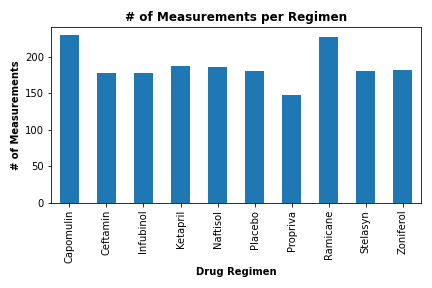 # of Measurements per Regimen
# of Measurements
200
150
100
50
0
Capomulin
Ceftamin
Infubinol
Ketapril
Naftisol
Placebo
Propriva
Ramicane
Stelasyn
Zoniferol
Drug Regimen